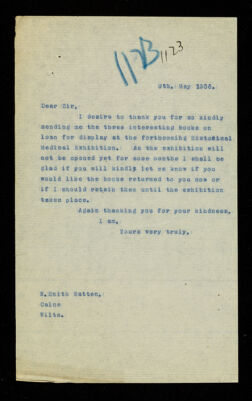 1123
1123
9th. May 1908.
Dear Sir,
I desire to thank you for so kindly
sending me the three interesting books on
loan for display at the forthcoming Historical
Medical Exhibition. As the exhibition will
not be opened yet for some months I shall be
glad if you will kindly let me know if you
would like the books returned to you now or
if I should retain them until the exhibition
takes place.
Again thanking you for your kindness,
I am,
Yours very truly,
Calne
Wilts.